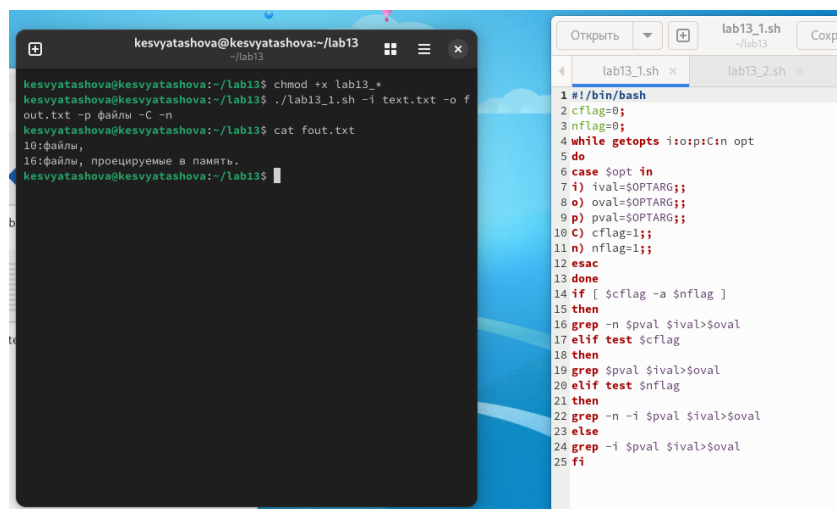 kesvyatashova@kesvyatashova:~/lab13
~/lab13
kesvyatashova@kesvyatashova:~/lab13$ chmod +x lab13_*
kesvyatashova@kesvyatashova:~/lab13$ ./lab13_1.sh -i text.txt -o f
out.txt -p файлы -C -n
kesvyatashova@kesvyatashova:~/lab13$ cat fout.txt
10:файлы,
16:файлы, проецируемые в память.
kesvyatashova@kesvyatashova:~/lab13$
Открыть
lab13_1.sh
~/lab13
Сохр
lab13_1.sh ×
lab13_2.sh ×
1 #!/bin/bash
2 cflag=0;
3 nflag=0;
4 while getopts i:o:p:C:n opt
5 do
6 case $opt in
7 i) ival=$OPTARG;;
8 o) oval=$OPTARG;;
9 p) pval=$OPTARG;;
10 C) cflag=1;;
11 n) nflag=1;;
12 esac
13 done
14 if [ $cflag -a $nflag ]
15 then
16 grep -n $pval $ival>$oval
17 elif test $cflag
18 then
19 grep $pval $ival>$oval
20 elif test $nflag
21 then
22 grep -n -i $pval $ival>$oval
23 else
24 grep -i $pval $ival>$oval
25 fi